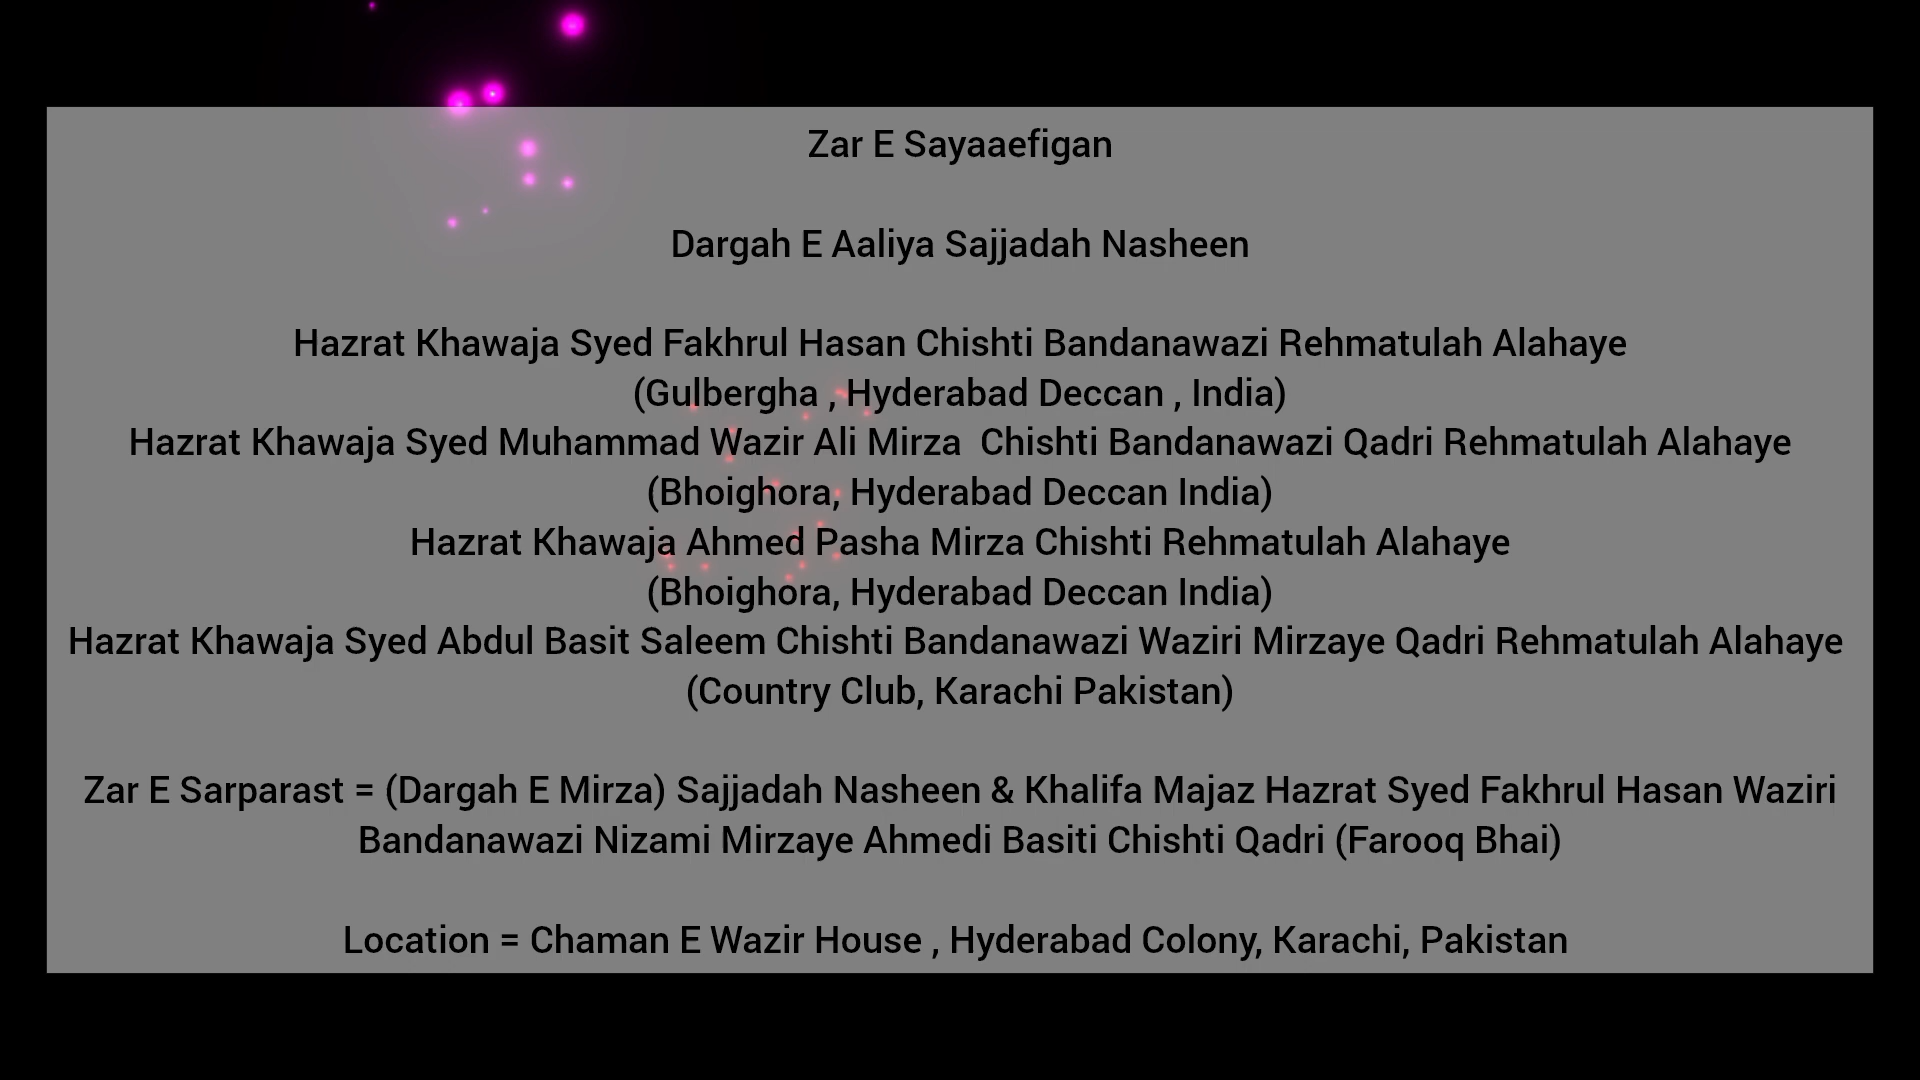 Zar E Sayaaefigan
Dargah E Aaliya Sajjadah Nasheen
Hazrat Khawaja Syed Fakhrul Hasan Chishti Bandanawazi Rehmatulah Alahaye
(Gulbergha , Hyderabad Deccan , India)
Hazrat Khawaja Syed Muhammad Wazir Ali Mirza  Chishti Bandanawazi Qadri Rehmatulah Alahaye
(Bhoighora, Hyderabad Deccan India)
Hazrat Khawaja Ahmed Pasha Mirza Chishti Rehmatulah Alahaye
(Bhoighora, Hyderabad Deccan India)
Hazrat Khawaja Syed Abdul Basit Saleem Chishti Bandanawazi Waziri Mirzaye Qadri Rehmatulah Alahaye
(Country Club, Karachi Pakistan)
Zar E Sarparast = (Dargah E Mirza) Sajjadah Nasheen & Khalifa Majaz Hazrat Syed Fakhrul Hasan Waziri
Bandanawazi Nizami Mirzaye Ahmedi Basiti Chishti Qadri (Farooq Bhai)
Location = Chaman E Wazir House , Hyderabad Colony, Karachi, Pakistan